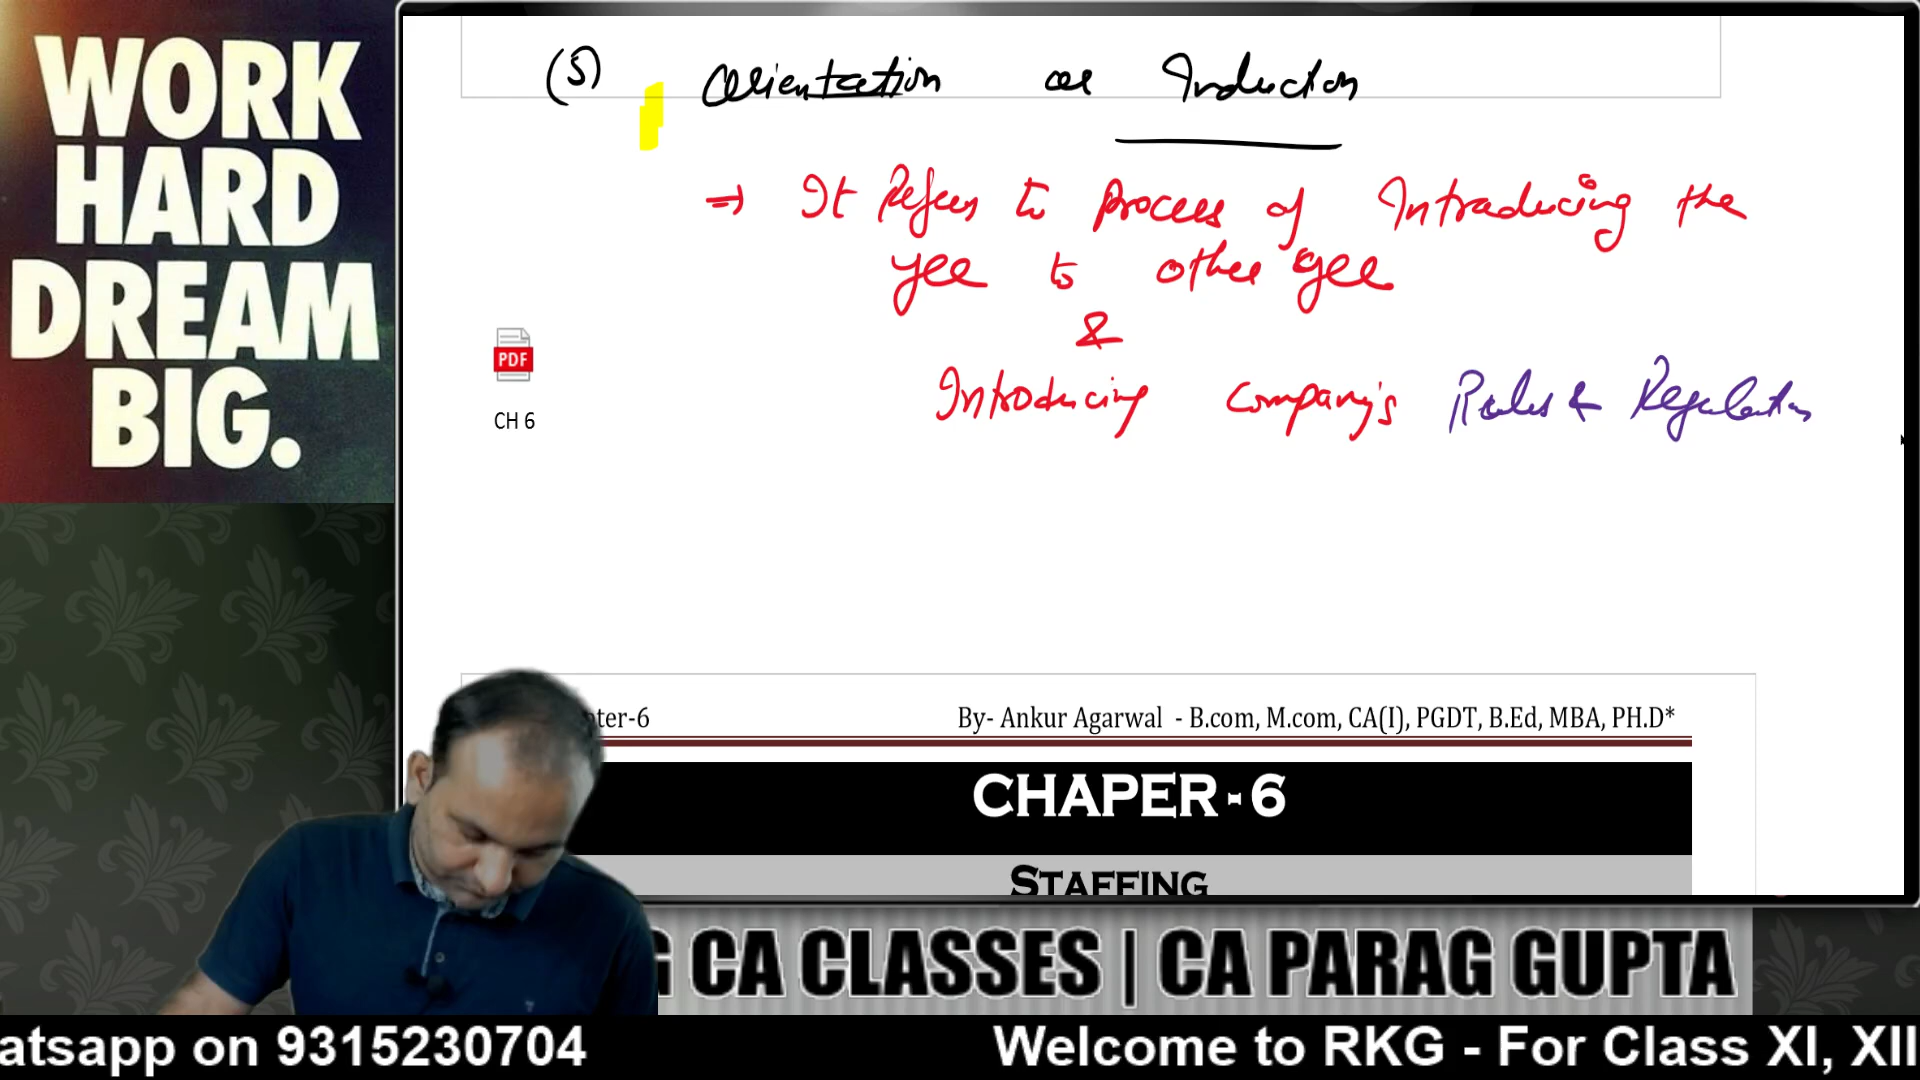 WORK
HARD
DREAM
BIG.
(5) Orientation or Induction
⇒ It Refers to Process of Introducing the
yee to other yee
&
Introducing Company's Rules & Regulation
PDF
CH 6
ter-6 By- Ankur Agarwal - B.com, M.com, CA(I), PGDT, B.Ed, MBA, PH.D*
CHAPER - 6
STAFFING
G CA CLASSES | CA PARAG GUPTA
atsapp on 9315230704 Welcome to RKG - For Class XI, XII